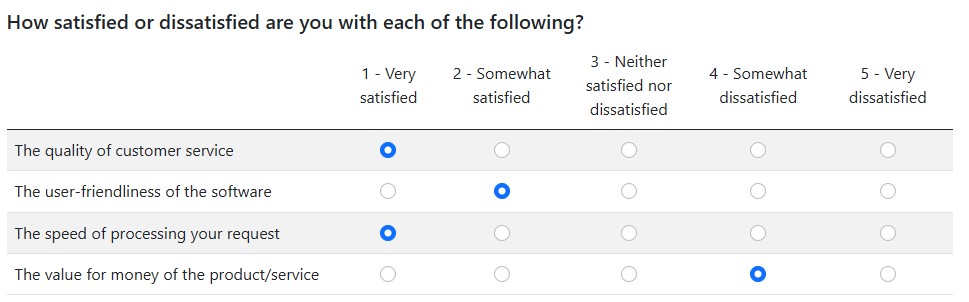 How satisfied or dissatisfied are you with each of the following?
1 - Very satisfied
2 - Somewhat satisfied
3 - Neither satisfied nor dissatisfied
4 - Somewhat dissatisfied
5 - Very dissatisfied
The quality of customer service
The user-friendliness of the software
The speed of processing your request
The value for money of the product/service